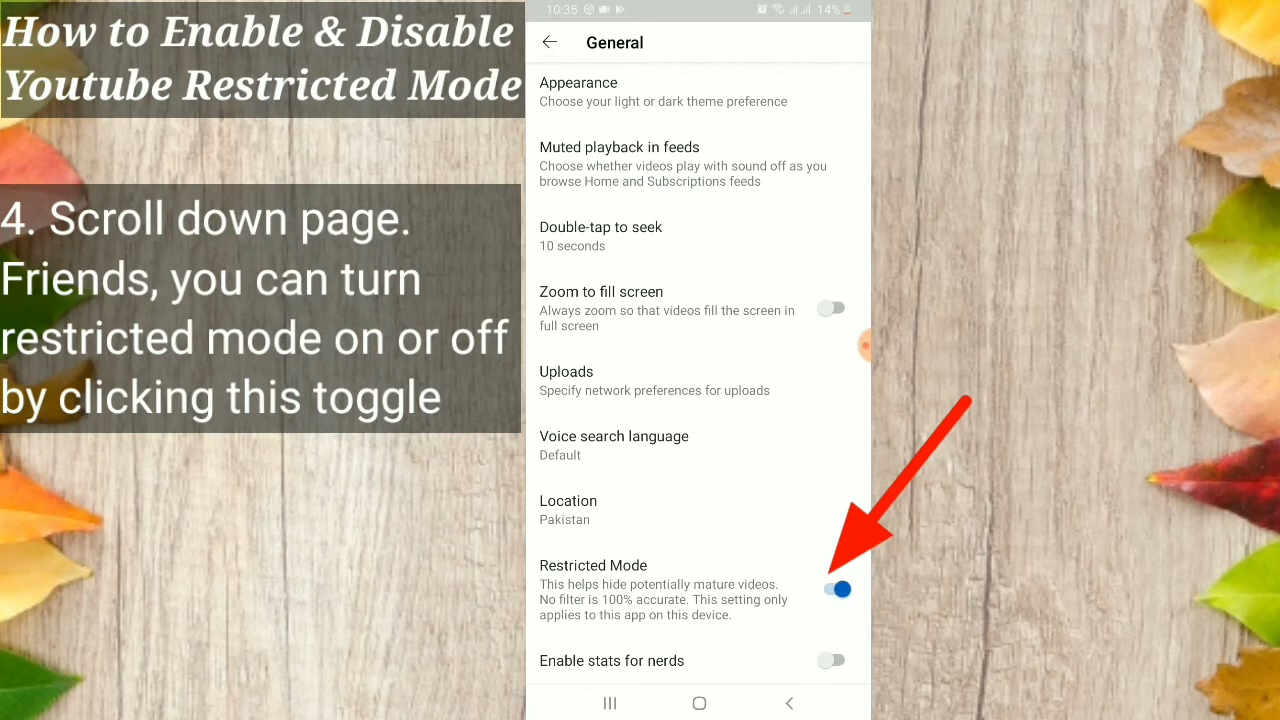 How to Enable & Disable
Youtube Restricted Mode
4. Scroll down page.
Friends, you can turn
restricted mode on or off
by clicking this toggle
10:35
14%
General
Appearance
Choose your light or dark theme preference
Muted playback in feeds
Choose whether videos play with sound off as you
browse Home and Subscriptions feeds
Double-tap to seek
10 seconds
Zoom to fill screen
Always zoom so that videos fill the screen in
full screen
Uploads
Specify network preferences for uploads
Voice search language
Default
Location
Pakistan
Restricted Mode
This helps hide potentially mature videos.
No filter is 100% accurate. This setting only
applies to this app on this device.
Enable stats for nerds